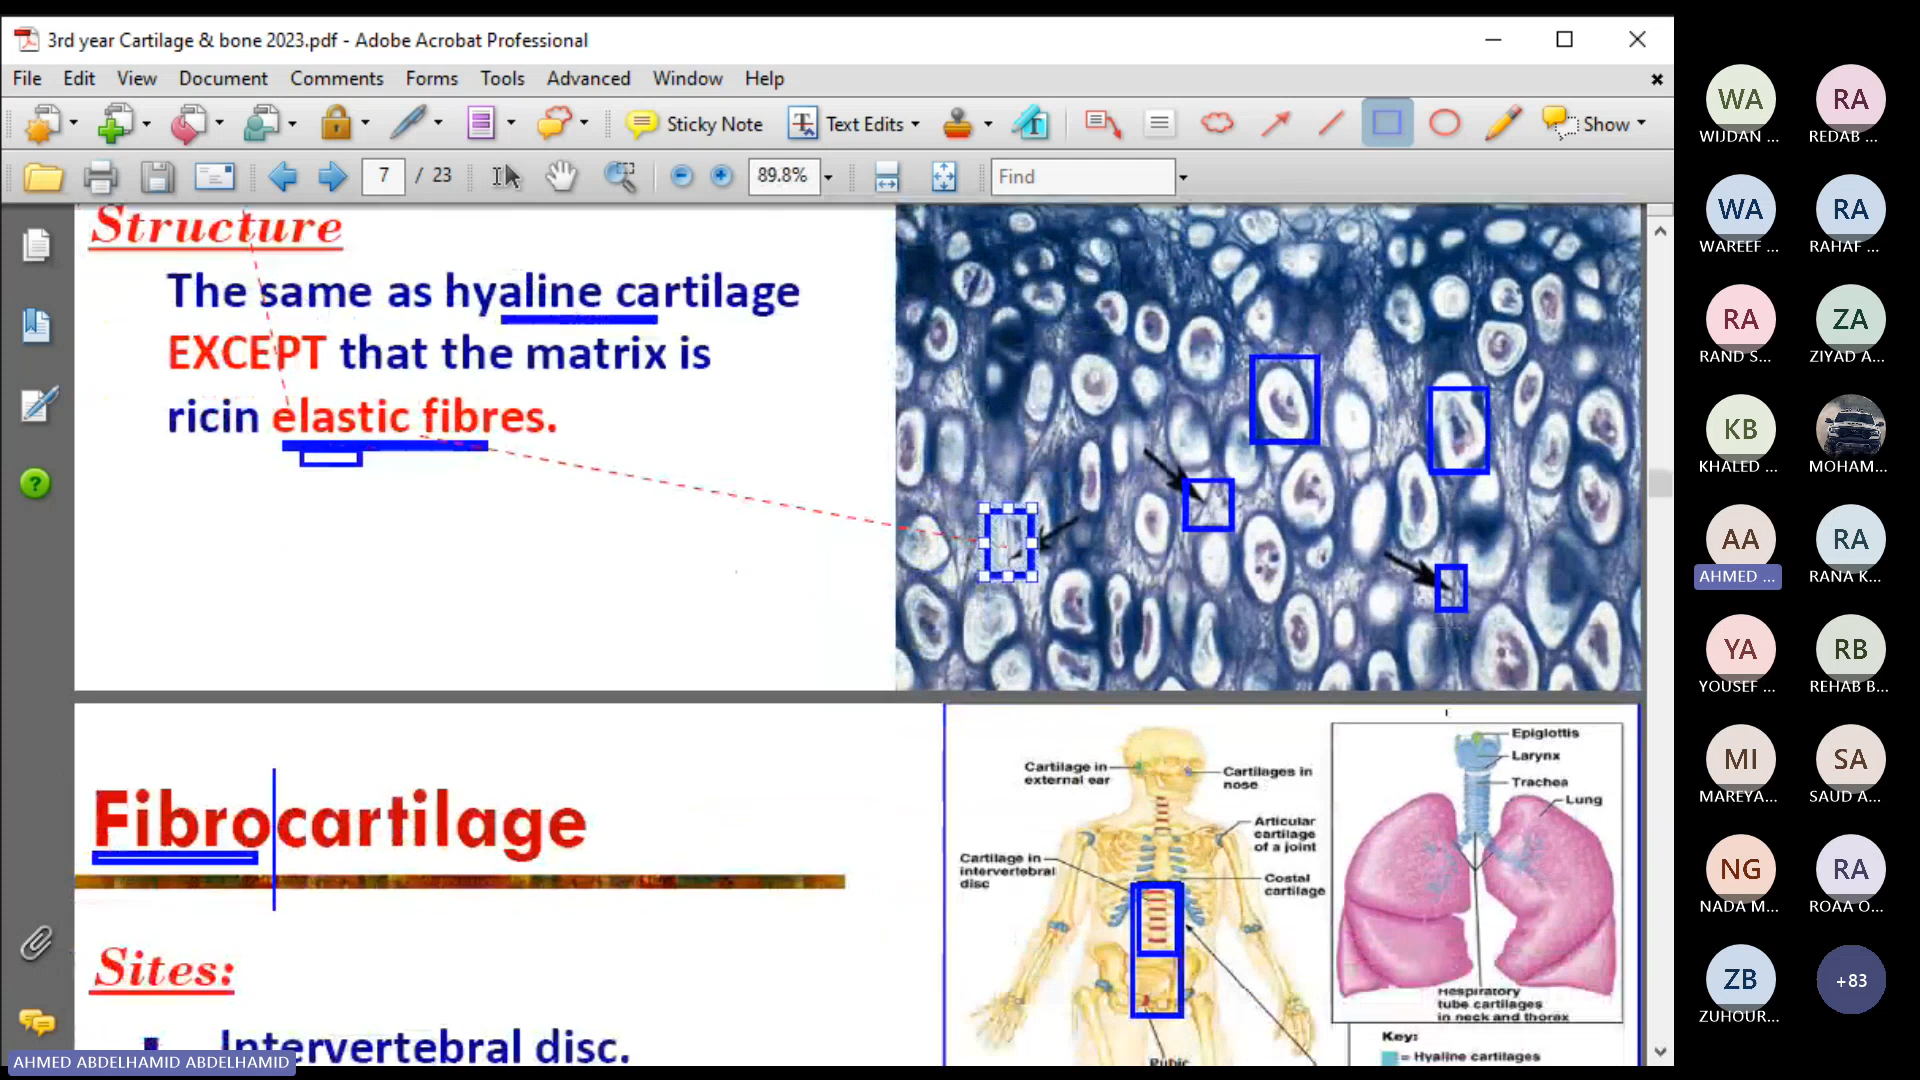 3rd year Cartilage & bone 2023.pdf - Adobe Acrobat Professional
File Edit View Document Comments Forms Tools Advanced Window Help
Sticky Note Text Edits Show
7 / 23 89.8% Find
Structure
The same as hyaline cartilage
EXCEPT that the matrix is
ricin elastic fibres.
Fibrocartilage
Sites:
Intervertebral disc.
Cartilage in
external ear
Cartilages in
nose
Articular
cartilage
of a joint
Cartilage in
intervertebral
disc
Costal
cartilage
Pubic
Epiglottis
Larynx
Trachea
Lung
Respiratory
tube cartilages
in neck and thorax
Key:
= Hyaline cartilages
AHMED ABDELHAMID ABDELHAMID
WA
WIJDAN ...
RA
REDAB ...
WA
WAREEF ...
RA
RAHAF ...
RA
RAND S...
ZA
ZIYAD A...
KB
KHALED ...
MOHAM...
AA
AHMED ...
RA
RANA K...
YA
YOUSEF ...
RB
REHAB B...
MI
MAREYA...
SA
SAUD A...
NG
NADA M...
RA
ROAA O...
ZB
ZUHOUR...
+83